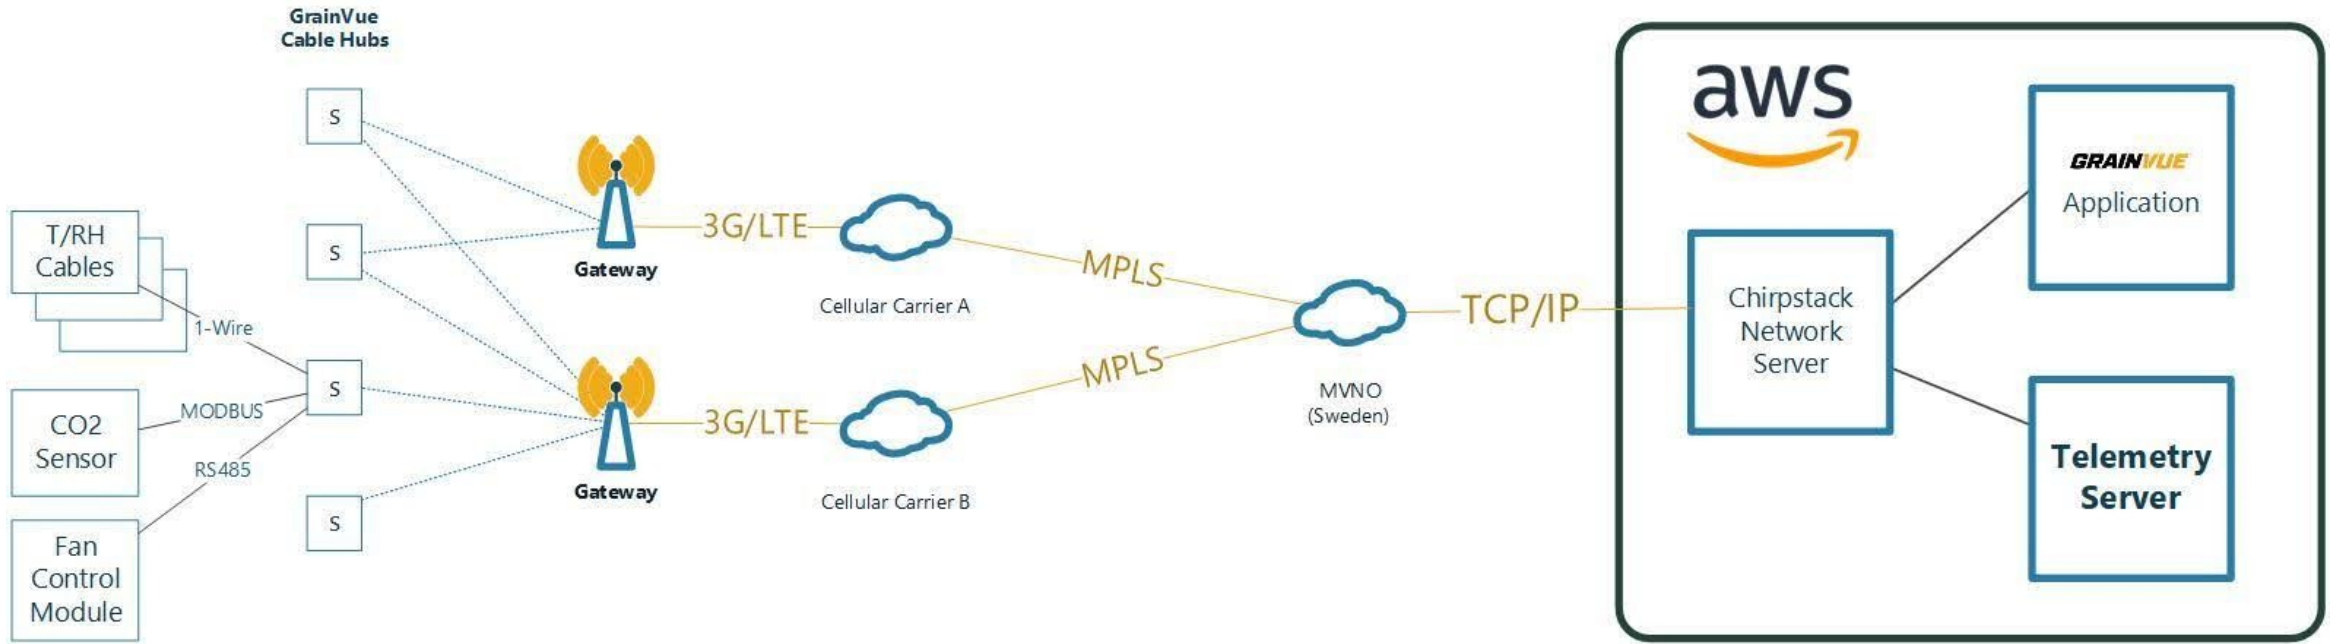 GrainVue
Cable Hubs
S
S
S
S
T/RH
Cables
1-Wire
CO2
Sensor
MODBUS
RS485
Fan
Control
Module
Gateway
3G/LTE
Cellular Carrier A
MPLS
Gateway
3G/LTE
Cellular Carrier B
MPLS
MVNO
(Sweden)
TCP/IP
aws
Chirpstack
Network
Server
GRAINVUE
Application
Telemetry
Server